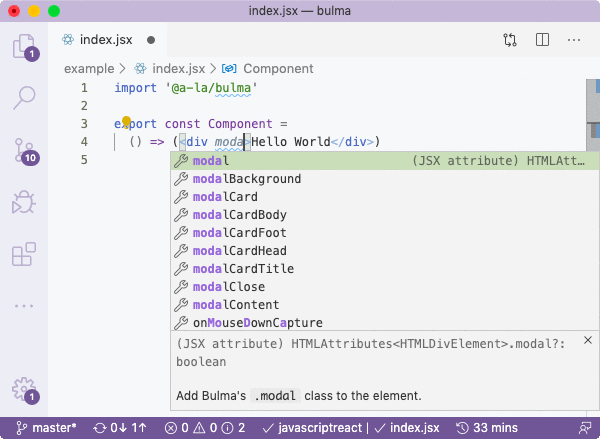 index.jsx — bulma
index.jsx
example > index.jsx > Component
1 import '@a-la/bulma'
2
3 export const Component =
4 () => (<div moda>Hello World</div>)
5
modal (JSX attribute) HTMLAtt…
modalBackground
modalCard
modalCardBody
modalCardFoot
modalCardHead
modalCardTitle
modalClose
modalContent
onMouseDownCapture
(JSX attribute) HTMLAttributes<HTMLDivElement>.modal?:
boolean
Add Bulma's .modal class to the element.
1
10
1
master* 0↓ 1↑ 0 0 2 ✓ javascriptreact | ✓ index.jsx 33 mins